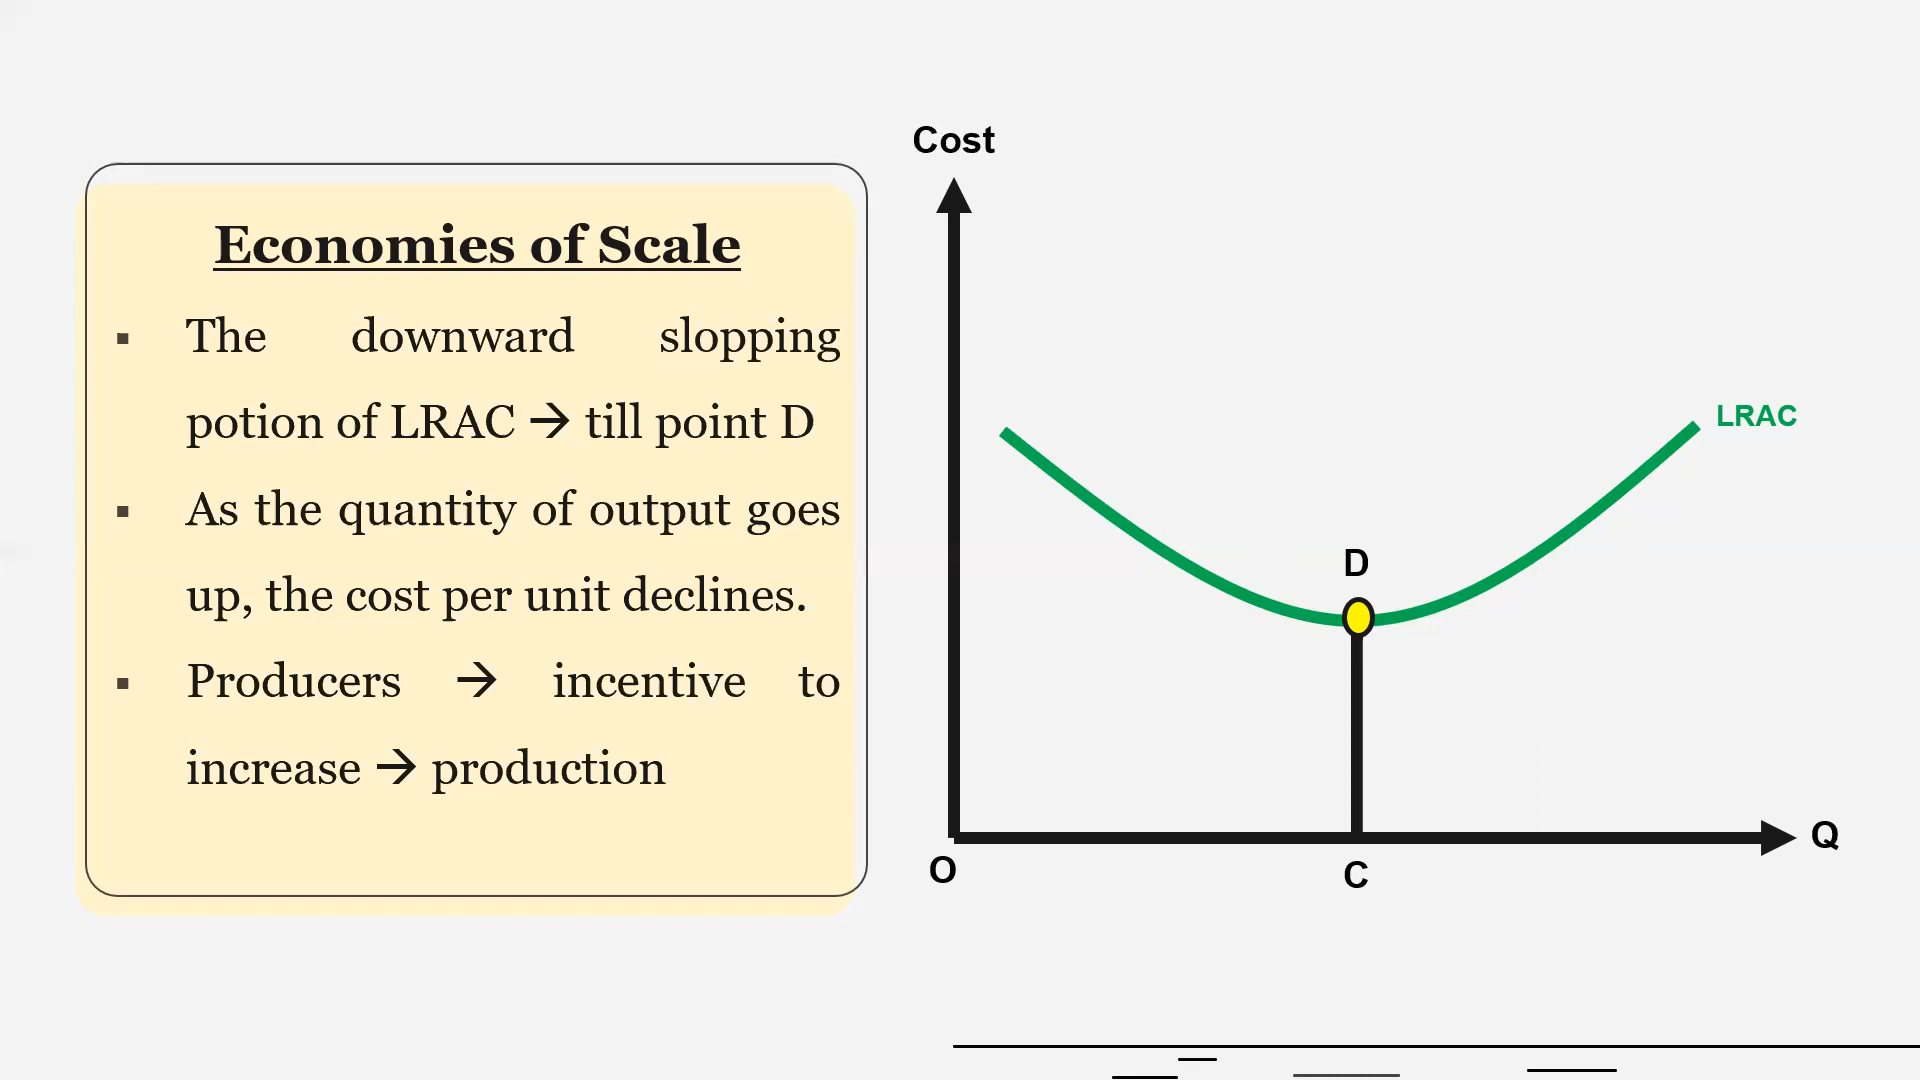 Economies of Scale
▪ The downward slopping
potion of LRAC → till point D
▪ As the quantity of output goes
up, the cost per unit declines.
▪ Producers → incentive to
increase → production
Cost
LRAC
D
Q
O
C